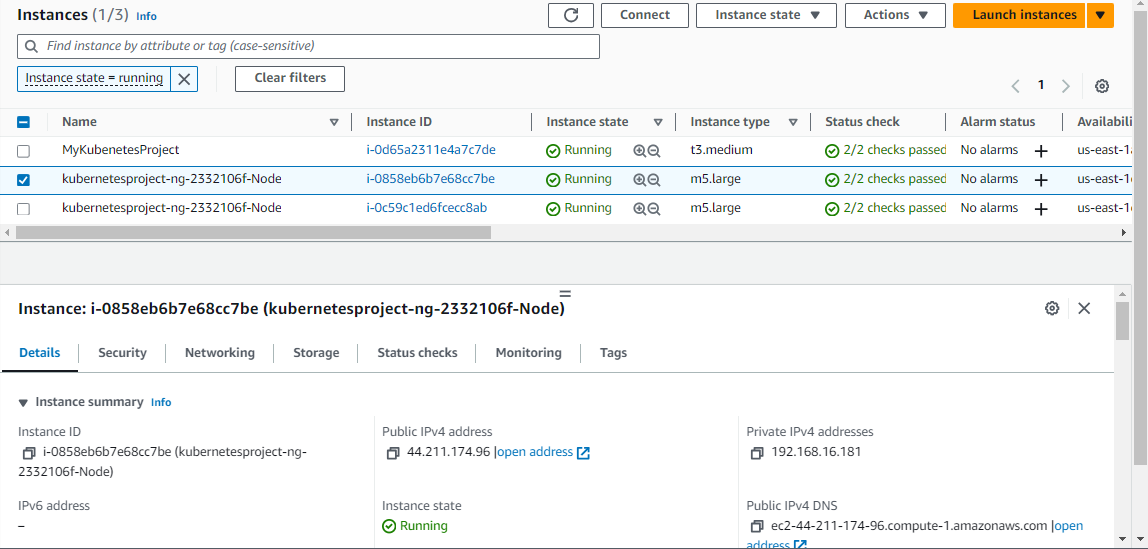 Instances (1/3) Info
Connect
Instance state
Actions
Launch instances
Find instance by attribute or tag (case-sensitive)
Instance state = running
Clear filters
1
Name Instance ID Instance state Instance type Status check Alarm status Availabili
MyKubenetesProject i-0d65a2311e4a7c7de Running t3.medium 2/2 checks passed No alarms us-east-1a
kubernetesproject-ng-2332106f-Node i-0858eb6b7e68cc7be Running m5.large 2/2 checks passed No alarms us-east-1
kubernetesproject-ng-2332106f-Node i-0c59c1ed6fcecc8ab Running m5.large 2/2 checks passed No alarms us-east-1
Instance: i-0858eb6b7e68cc7be (kubernetesproject-ng-2332106f-Node)
Details Security Networking Storage Status checks Monitoring Tags
Instance summary Info
Instance ID
i-0858eb6b7e68cc7be (kubernetesproject-ng-
2332106f-Node)
Public IPv4 address
44.211.174.96 |open address
Private IPv4 addresses
192.168.16.181
IPv6 address
–
Instance state
Running
Public IPv4 DNS
ec2-44-211-174-96.compute-1.amazonaws.com |open
address